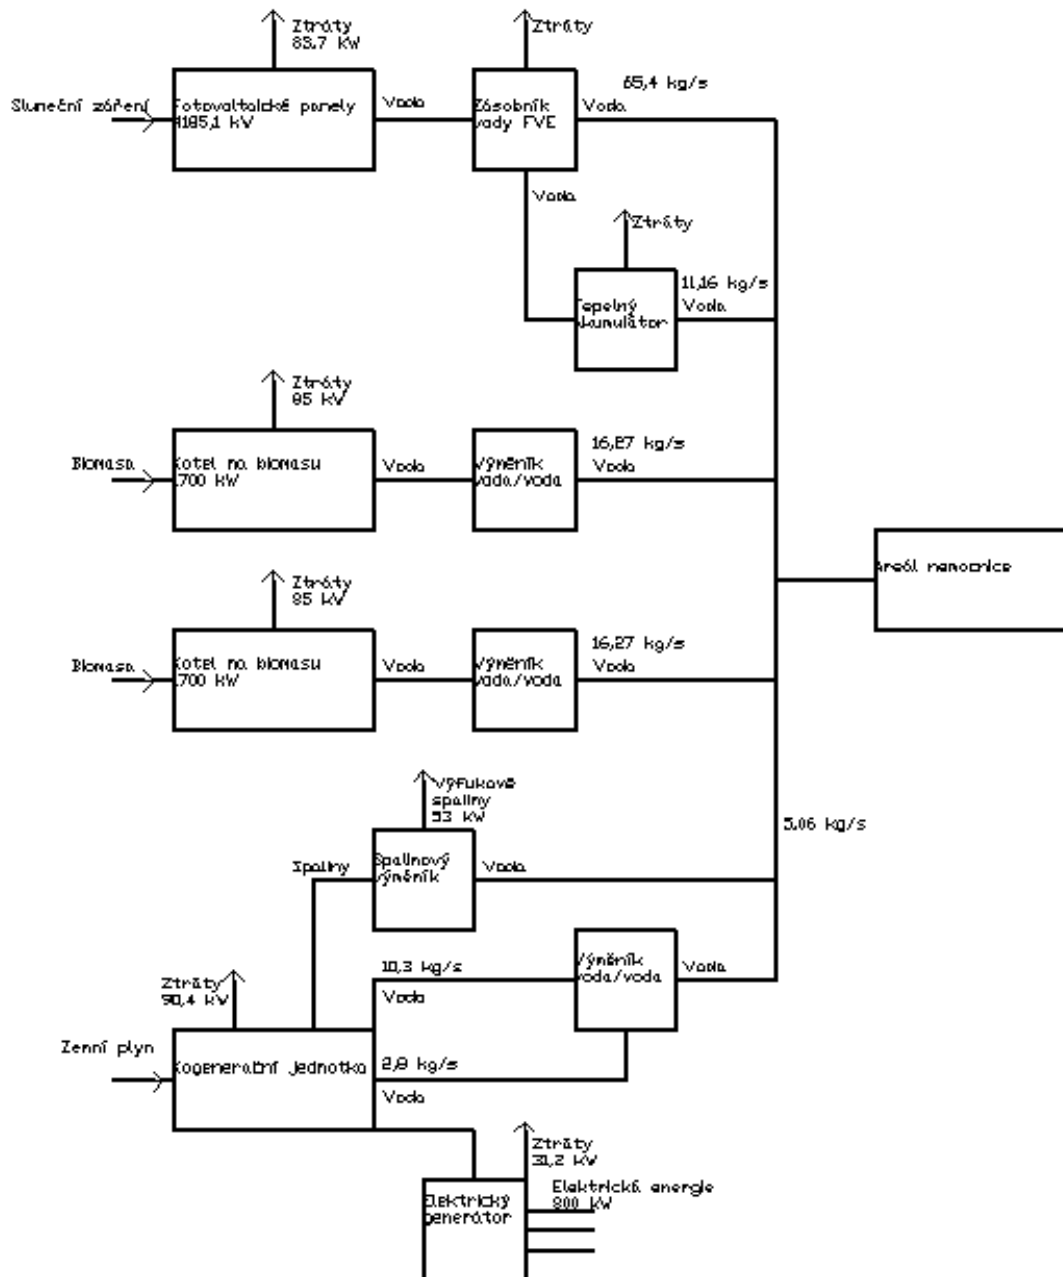 Ztráty
83.7 kW
Ztráty
Sluneční záření
Fotovoltaické panely
4185,1 kW
Voda
Zásobník
vody FVE
65,4 kg/s
Voda
Voda
Ztráty
Tepelný
akumulátor
11,16 kg/s
Voda
Ztráty
85 kW
Biomasa
Kotel na biomasu
1700 kW
Voda
Výměník
voda/voda
16,27 kg/s
Voda
Areál nemocnice
Ztráty
85 kW
Biomasa
Kotel na biomasu
1700 kW
Voda
Výměník
voda/voda
16,27 kg/s
Voda
Výfukové
spaliny
93 kW
Spaliny
Spalinový
výměník
Voda
5.06 kg/s
Ztráty
90,4 kW
10,3 kg/s
Voda
Výměník
voda/voda
Voda
Zemní plyn
Kogenerační jednotka
2,8 kg/s
Voda
Ztráty
31,2 kW
Elektrický
generátor
Elektrická energie
800 kW